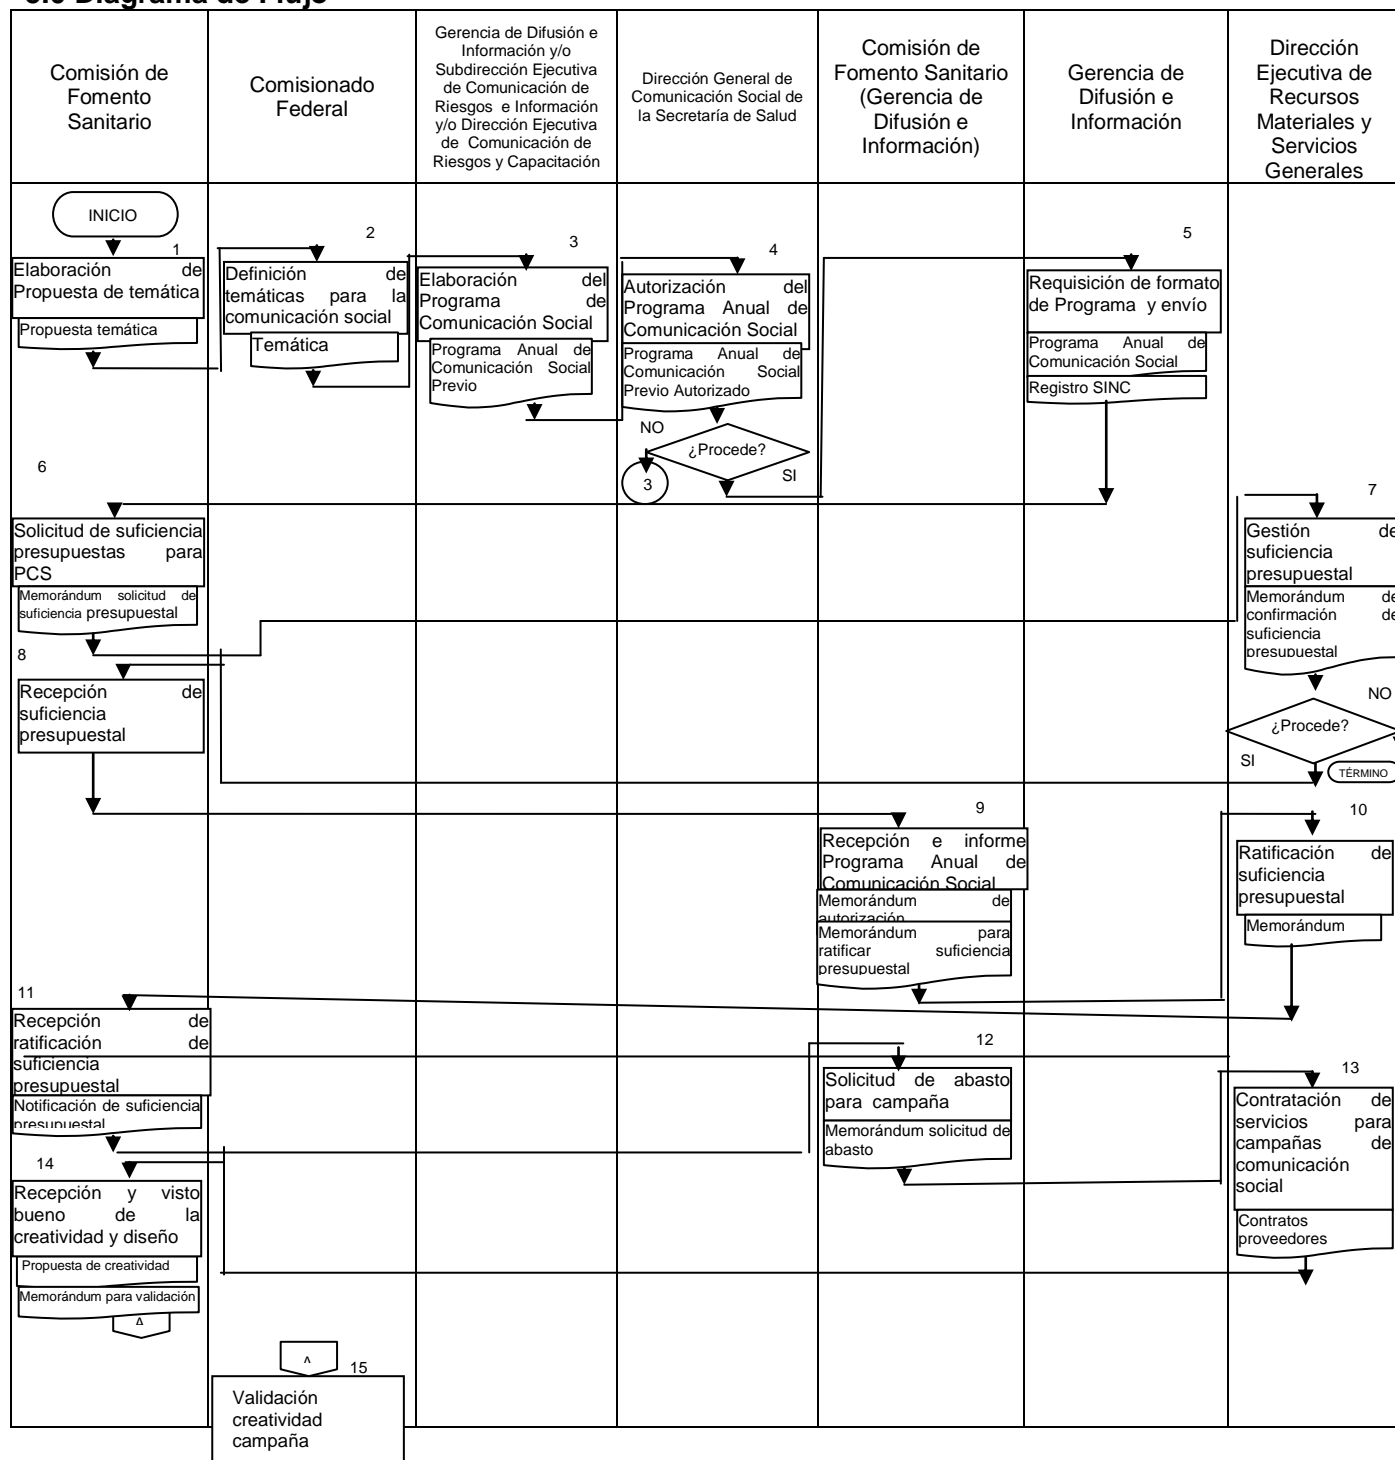 Comisión de
Fomento
Sanitario
Comisionado
Federal
Gerencia de Difusión e
Información y/o
Subdirección Ejecutiva
de Comunicación de
Riesgos e Información
y/o Dirección Ejecutiva
de Comunicación de
Riesgos y Capacitación
Dirección General de
Comunicación Social de
la Secretaría de Salud
Comisión de
Fomento Sanitario
(Gerencia de
Difusión e
Información)
Gerencia de
Difusión e
Información
Dirección
Ejecutiva de
Recursos
Materiales y
Servicios
Generales
INICIO
1
Elaboración de
Propuesta de temática
Propuesta temática
2
Definición de
temáticas para la
comunicación social
Temática
3
Elaboración del
Programa de
Comunicación Social
Programa Anual de
Comunicación Social
Previo
4
Autorización del
Programa Anual de
Comunicación Social
Programa Anual de
Comunicación Social
Previo Autorizado
NO
¿Procede?
SI
3
5
Requisición de formato
de Programa y envío
Programa Anual de
Comunicación Social
Registro SINC
6
Solicitud de suficiencia
presupuestas para
PCS
Memorándum solicitud de
suficiencia presupuestal
7
Gestión de
suficiencia
presupuestal
Memorándum de
confirmación de
suficiencia
presupuestal
NO
¿Procede?
SI
TÉRMINO
8
Recepción de
suficiencia
presupuestal
9
Recepción e informe
Programa Anual de
Comunicación Social
Memorándum de
autorización
Memorándum para
ratificar suficiencia
presupuestal
10
Ratificación de
suficiencia
presupuestal
Memorándum
11
Recepción de
ratificación de
suficiencia
presupuestal
Notificación de suficiencia
presupuestal
12
Solicitud de abasto
para campaña
Memorándum solicitud de
abasto
13
Contratación de
servicios para
campañas de
comunicación
social
Contratos
proveedores
14
Recepción y visto
bueno de la
creatividad y diseño
Propuesta de creatividad
Memorándum para validación
A
A
15
Validación
creatividad
campaña